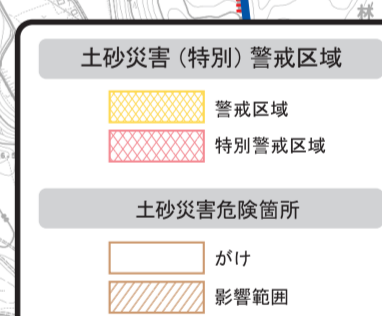 林
土砂災害（特別）警戒区域
警戒区域
特別警戒区域
土砂災害危険箇所
がけ
影響範囲